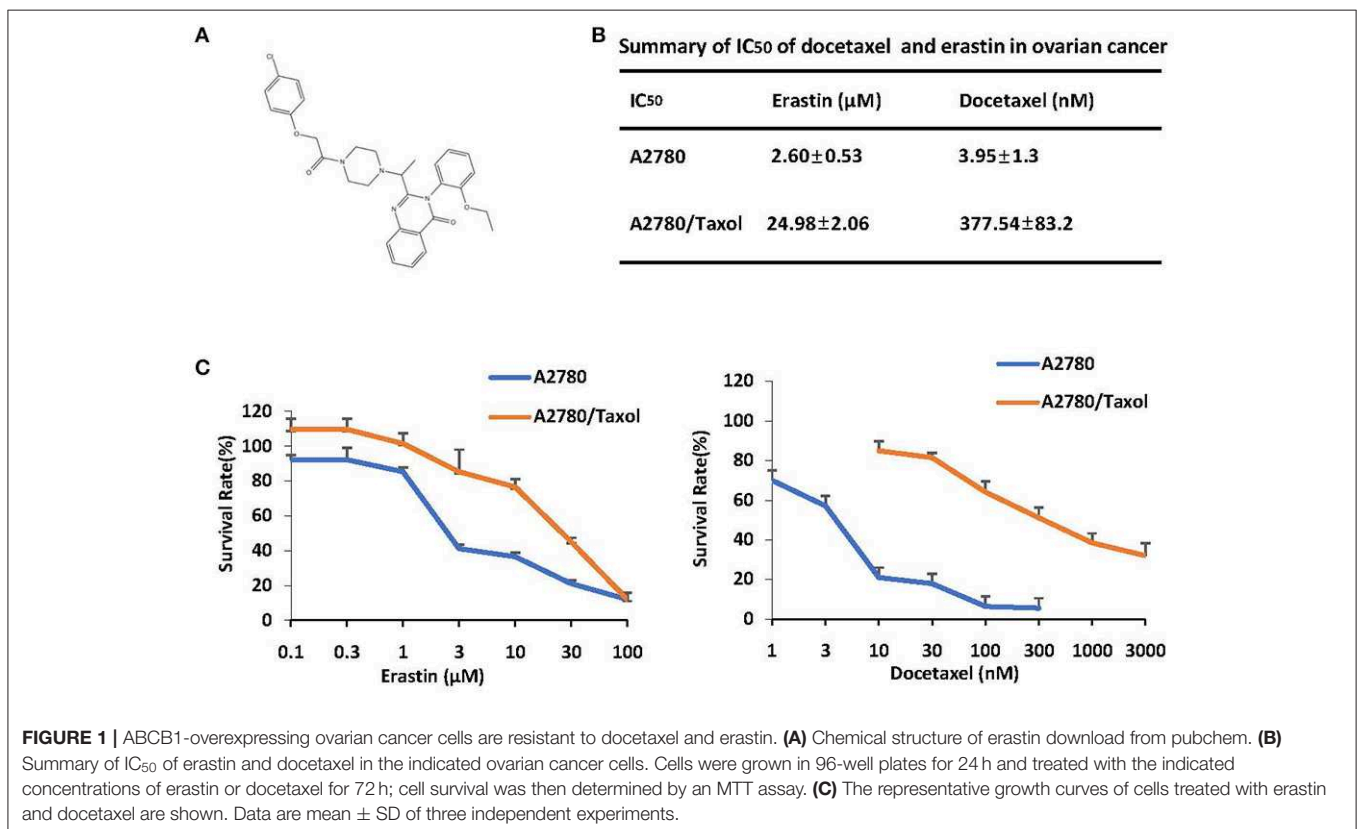 A
Cl
O
O
N
N
N
N
O
O
B
Summary of IC50 of docetaxel and erastin in ovarian cancer
IC50 Erastin (µM) Docetaxel (nM)
A2780 2.60±0.53 3.95±1.3
A2780/Taxol 24.98±2.06 377.54±83.2
C
A2780
A2780/Taxol
Survival Rate(%)
120
100
80
60
40
20
0
0.1 0.3 1 3 10 30 100
Erastin (µM)
A2780
A2780/Taxol
Survival Rate(%)
120
100
80
60
40
20
0
1 3 10 30 100 300 1000 3000
Docetaxel (nM)
FIGURE 1 | ABCB1-overexpressing ovarian cancer cells are resistant to docetaxel and erastin. (A) Chemical structure of erastin download from pubchem. (B)
Summary of IC50 of erastin and docetaxel in the indicated ovarian cancer cells. Cells were grown in 96-well plates for 24 h and treated with the indicated
concentrations of erastin or docetaxel for 72 h; cell survival was then determined by an MTT assay. (C) The representative growth curves of cells treated with erastin
and docetaxel are shown. Data are mean ± SD of three independent experiments.